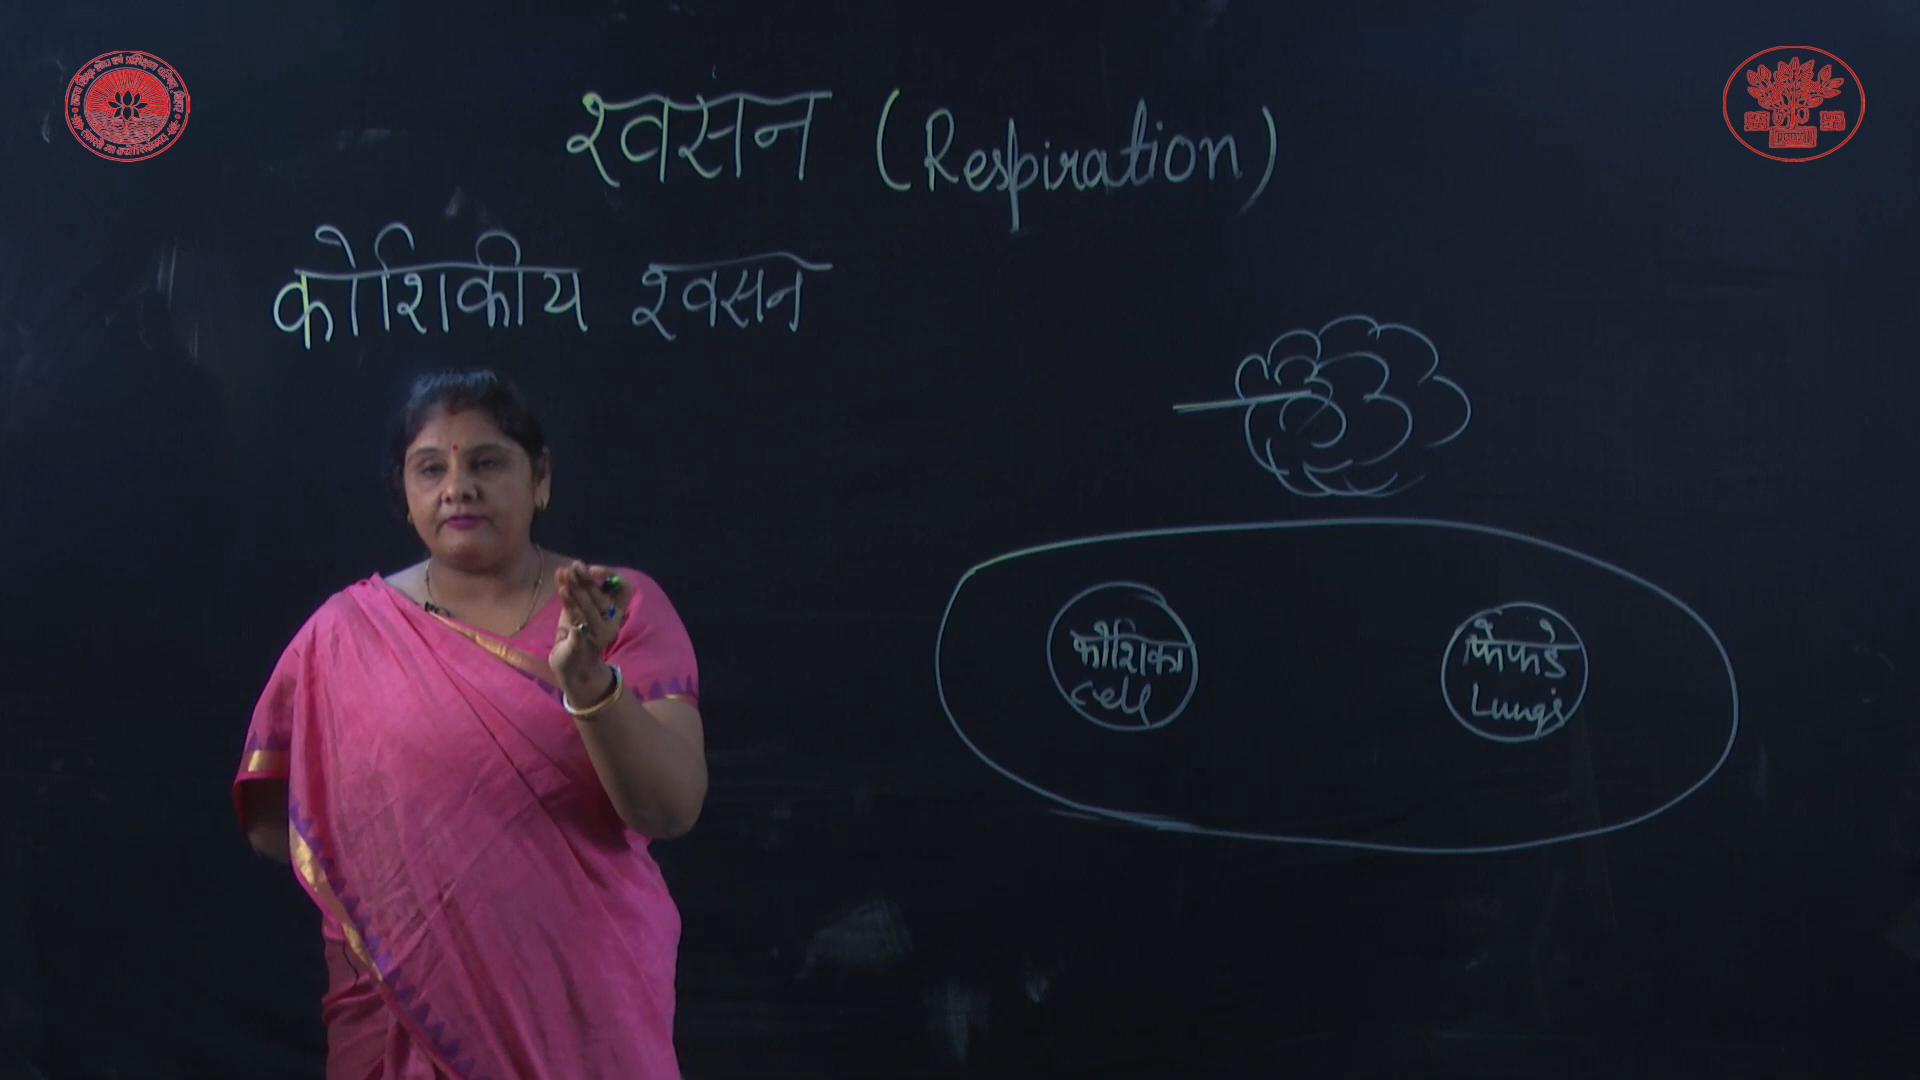 श्वसन (Respiration)
कोशिकीय श्वसन
कोशिका
cell
फेफडे
Lungs